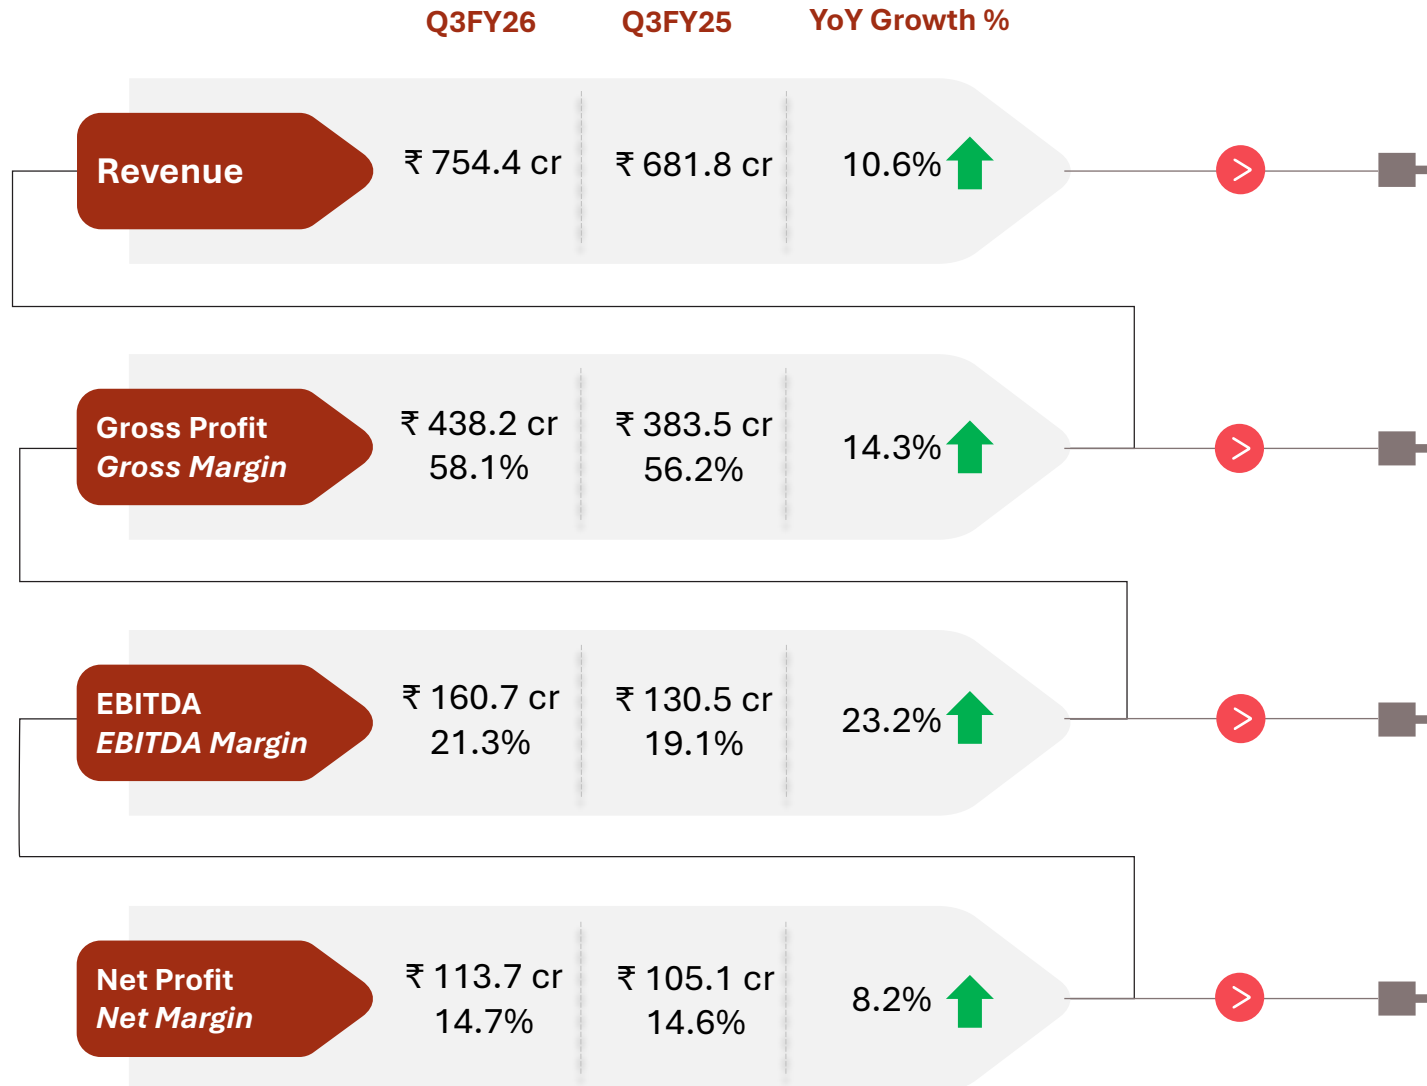 Q3FY26 Q3FY25 YoY Growth %
Revenue ₹ 754.4 cr ₹ 681.8 cr 10.6%
Gross Profit ₹ 438.2 cr ₹ 383.5 cr 14.3%
Gross Margin 58.1% 56.2%
EBITDA ₹ 160.7 cr ₹ 130.5 cr 23.2%
EBITDA Margin 21.3% 19.1%
Net Profit ₹ 113.7 cr ₹ 105.1 cr 8.2%
Net Margin 14.7% 14.6%